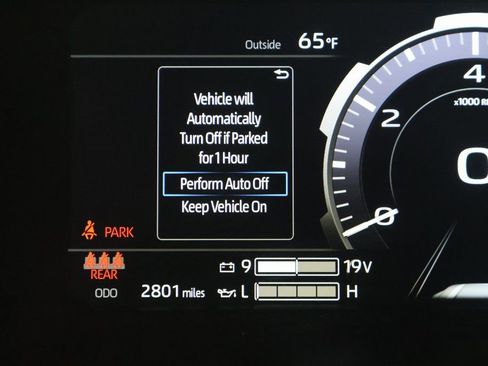 Outside 65°F
Vehicle will
Automatically
Turn Off if Parked
for 1 Hour
Perform Auto Off
Keep Vehicle On
4
x1000 R
2
0
0
PARK
REAR
9 19V
ODO 2801 miles
L H